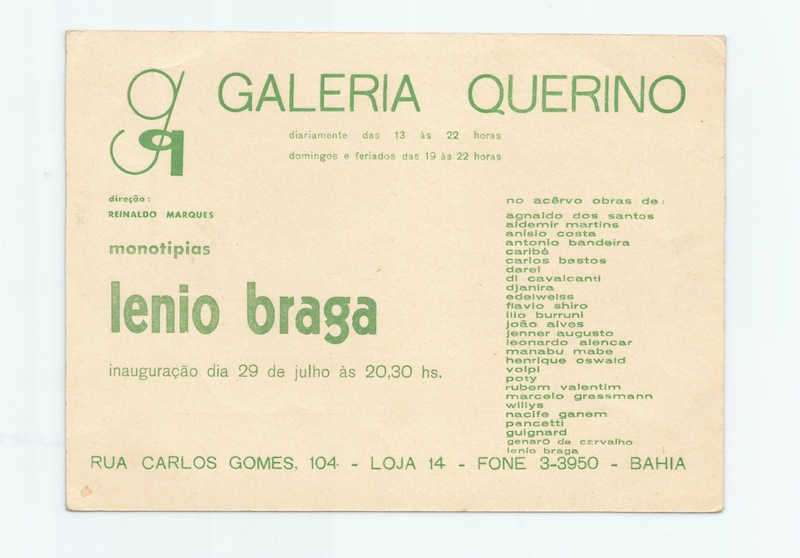 gq
GALERIA QUERINO
diariamente das 13 às 22 horas
domingos e feriados das 19 às 22 horas
direção:
REINALDO MARQUES
monotipias
lenio braga
inauguração dia 29 de julho às 20,30 hs.
no acêrvo obras de:
agnaldo dos santos
aldemir martins
anisio costa
antonio bandeira
caribé
carlos bastos
darel
di cavalcanti
djanira
edelweiss
flavio shiro
ilio burruni
joão alves
jenner augusto
leonardo alencar
manabu mabe
henrique oswald
volpi
poty
rubem valentim
marcelo grassmann
willys
nacife ganem
pancetti
guignard
genaro de carvalho
lenio braga
RUA CARLOS GOMES, 104 - LOJA 14 - FONE 3-3950 - BAHIA